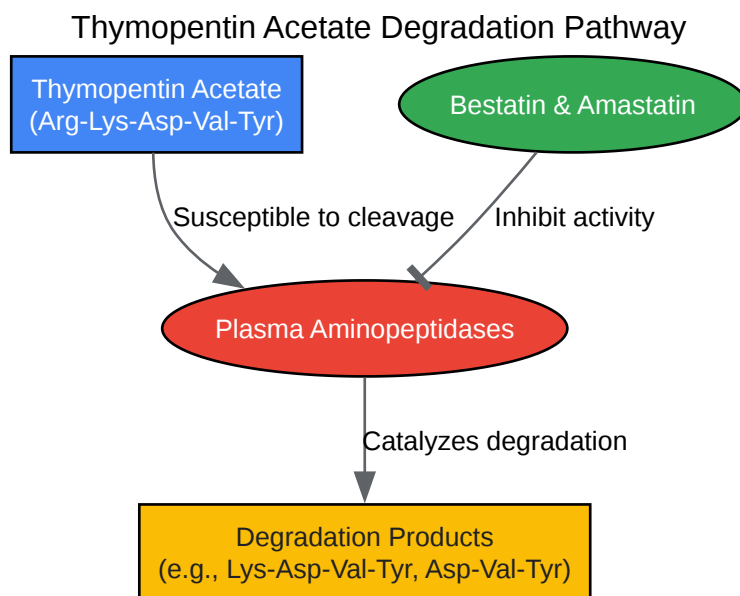 Thymopentin Acetate Degradation Pathway
Thymopentin Acetate
(Arg-Lys-Asp-Val-Tyr)
Bestatin & Amastatin
Susceptible to cleavage
Inhibit activity
Plasma Aminopeptidases
Catalyzes degradation
Degradation Products
(e.g., Lys-Asp-Val-Tyr, Asp-Val-Tyr)